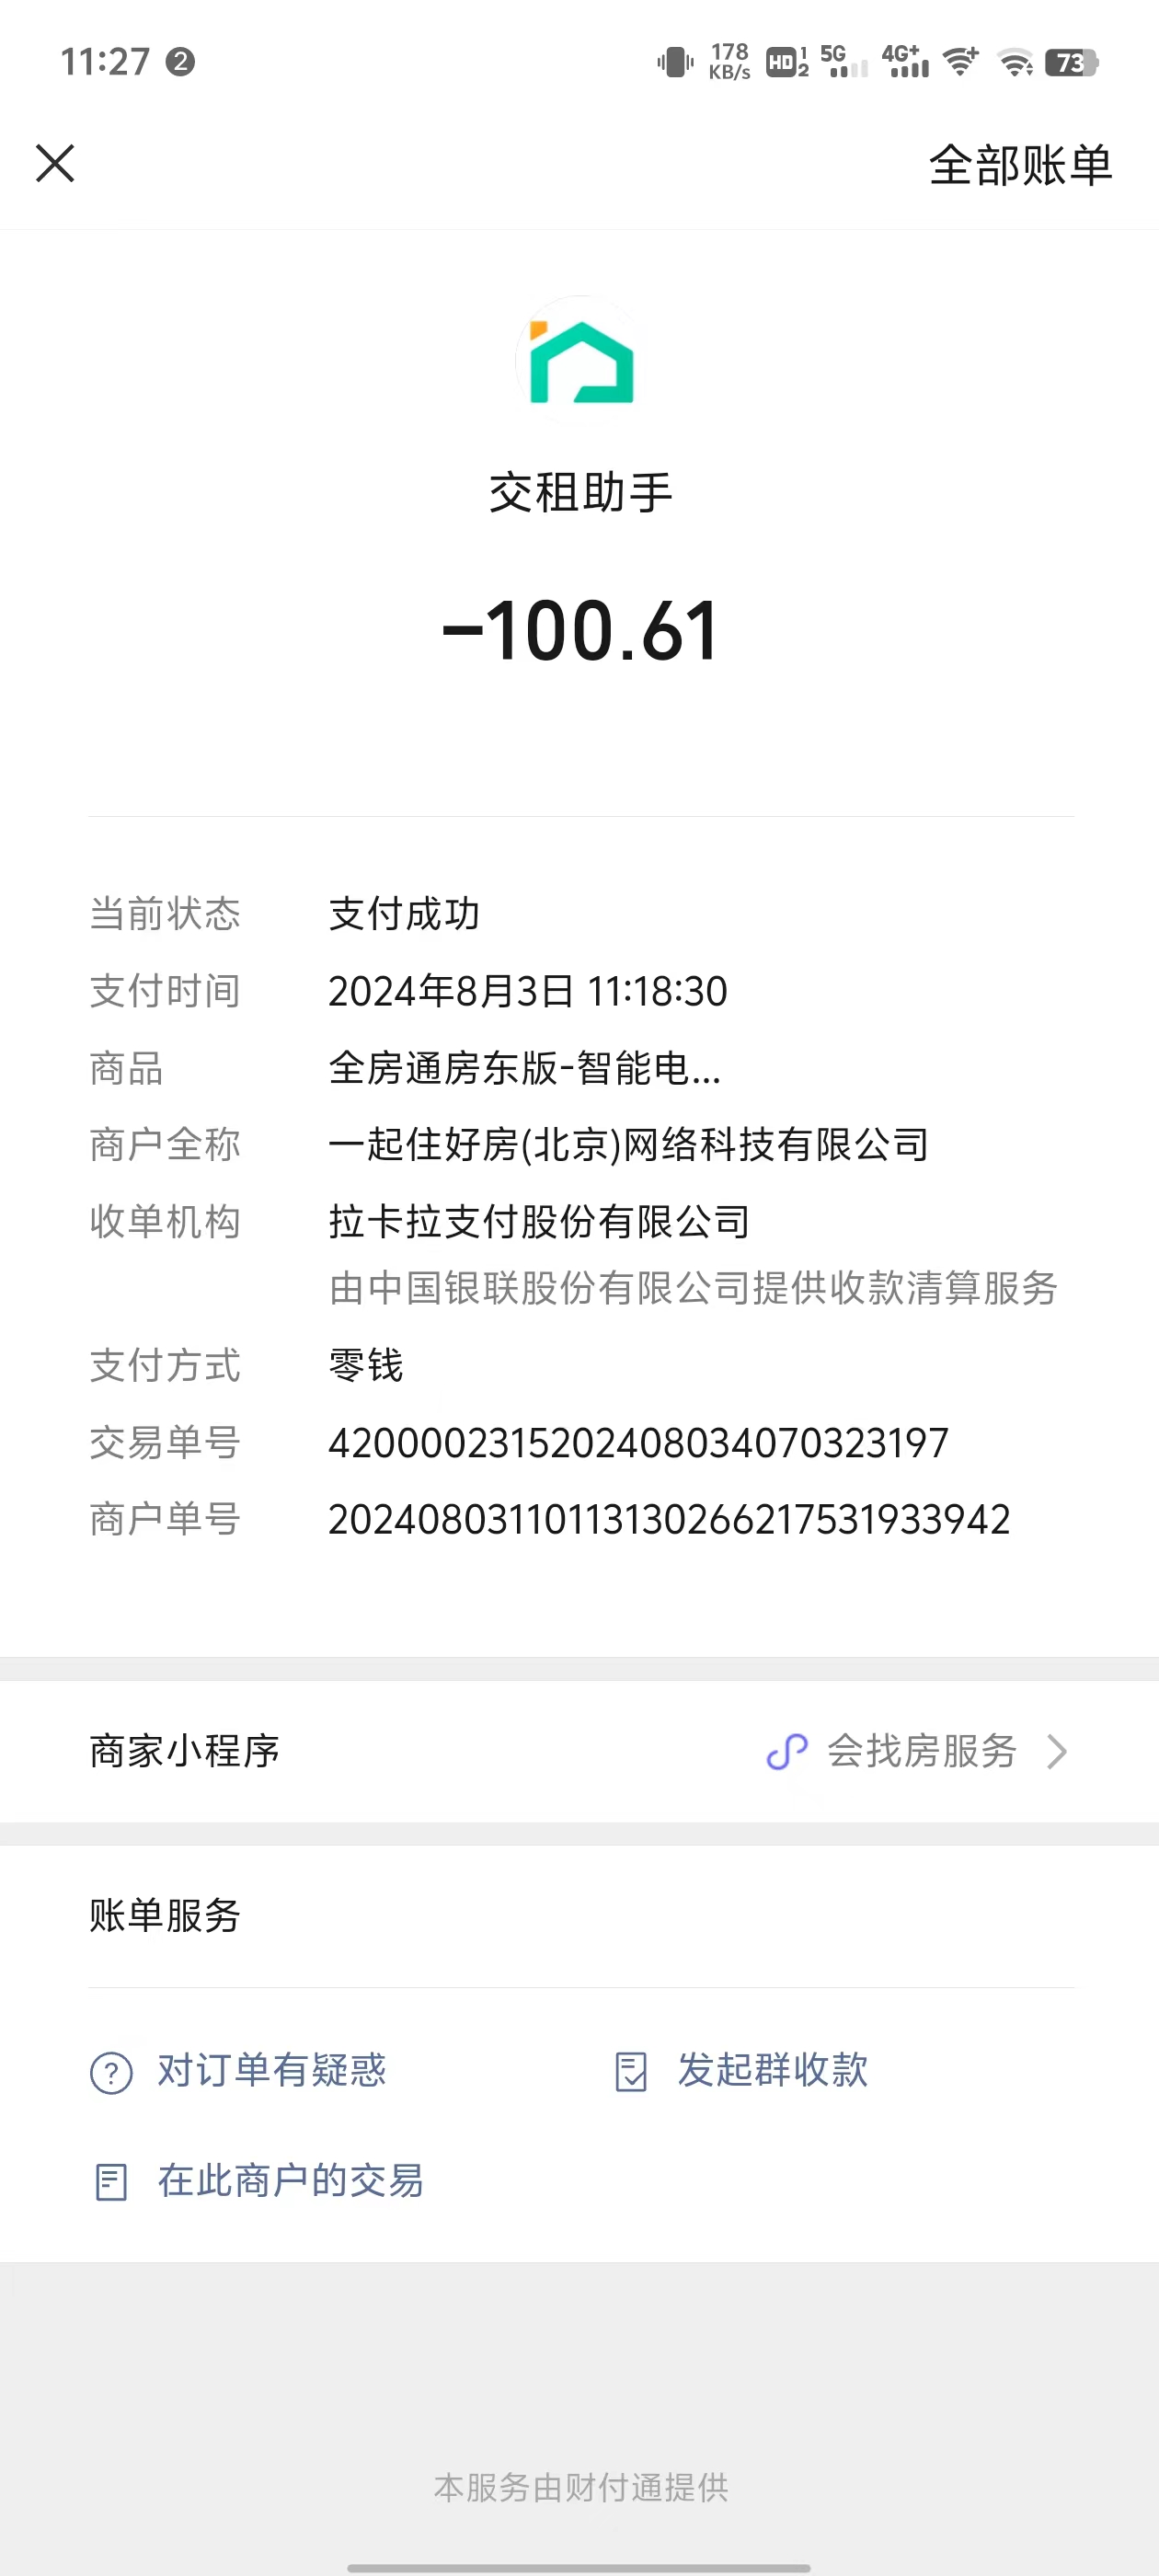 11:27 2 178 KB/s HD 1 2 5G 4G+ 73
全部账单
交租助手
-100.61
当前状态 支付成功
支付时间 2024年8月3日 11:18:30
商品 全房通房东版-智能电...
商户全称 一起住好房(北京)网络科技有限公司
收单机构 拉卡拉支付股份有限公司
由中国银联股份有限公司提供收款清算服务
支付方式 零钱
交易单号 4200002315202408034070323197
商户单号 20240803110113130266217531933942
商家小程序 会找房服务
账单服务
对订单有疑惑 发起群收款
在此商户的交易
本服务由财付通提供